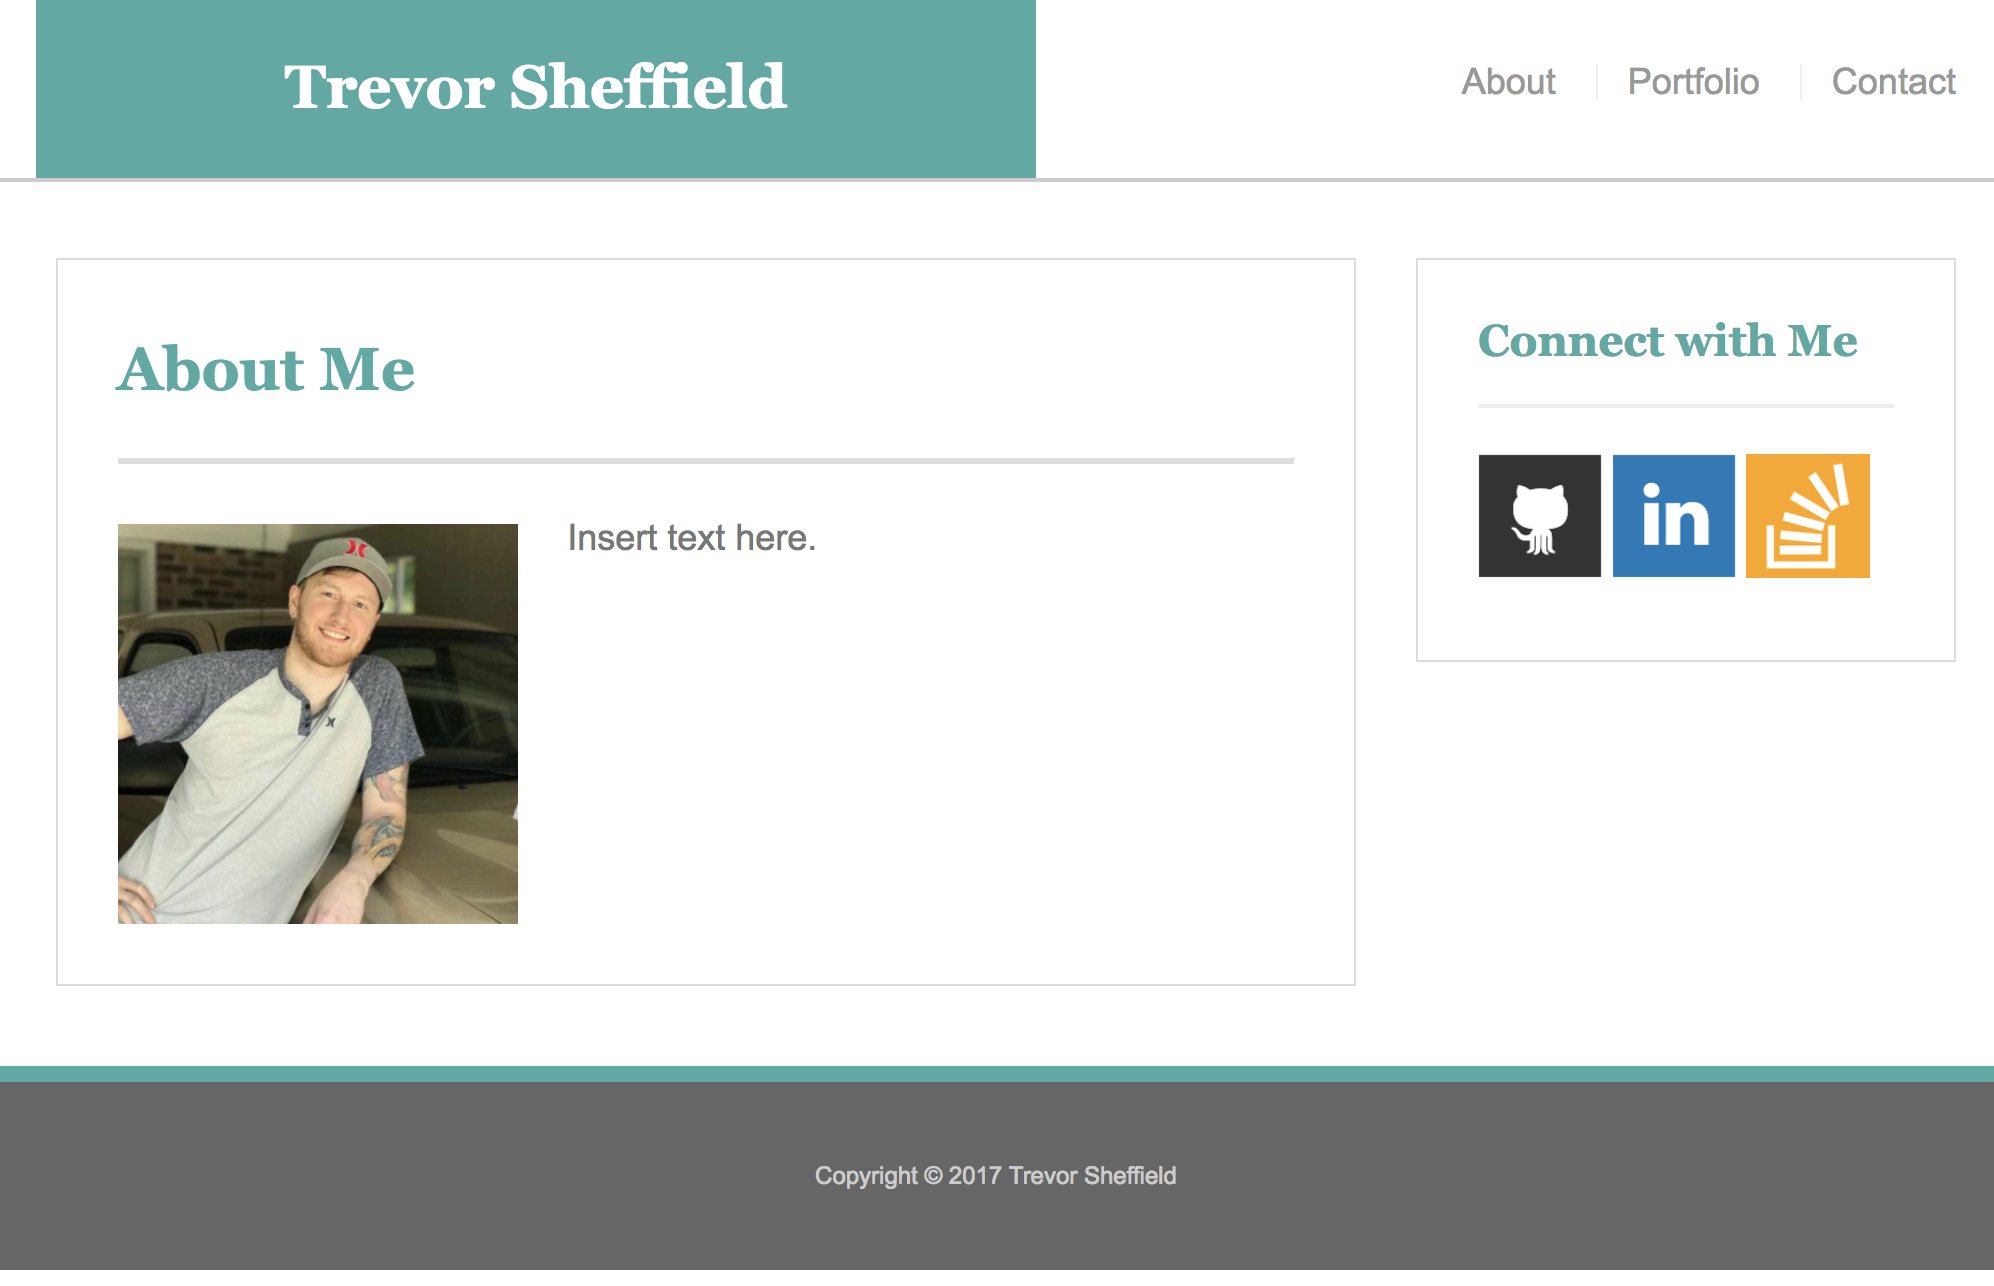 Trevor Sheffield
About
Portfolio
Contact
About Me
Insert text here.
Connect with Me
in
Copyright © 2017 Trevor Sheffield